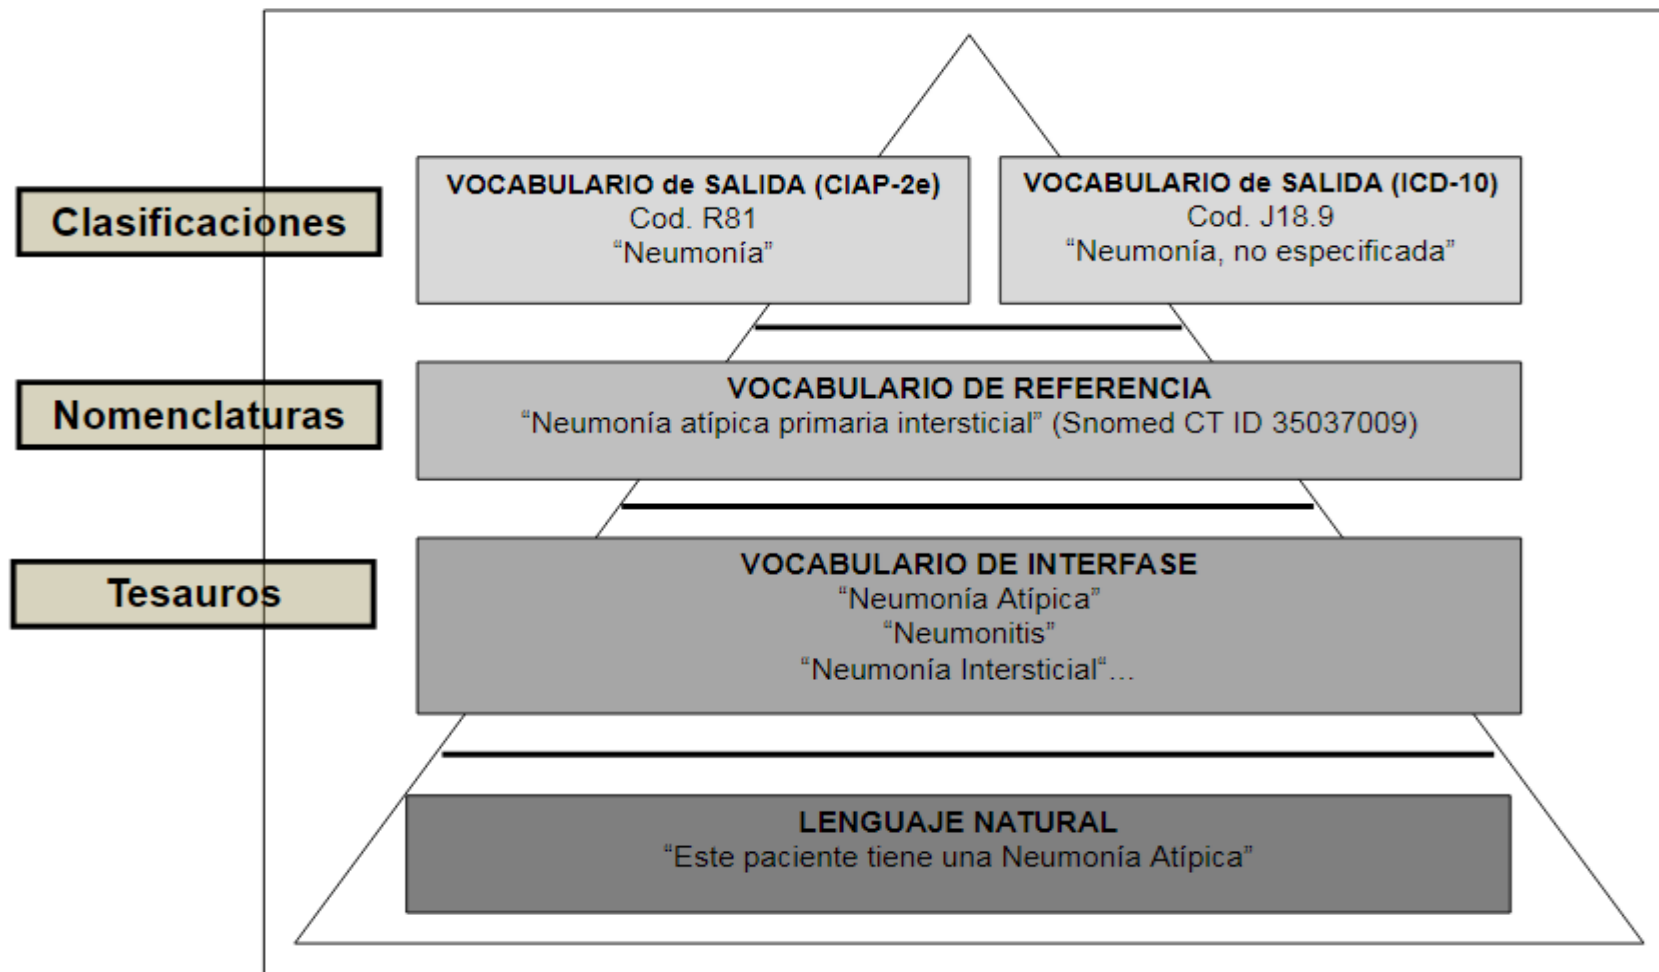 Clasificaciones
VOCABULARIO de SALIDA (CIAP-2e)
Cod. R81
“Neumonía”
VOCABULARIO de SALIDA (ICD-10)
Cod. J18.9
“Neumonía, no especificada”
Nomenclaturas
VOCABULARIO DE REFERENCIA
“Neumonía atípica primaria intersticial” (Snomed CT ID 35037009)
Tesauros
VOCABULARIO DE INTERFASE
“Neumonía Atípica”
“Neumonitis”
“Neumonía Intersticial“...
LENGUAJE NATURAL
“Este paciente tiene una Neumonía Atípica”